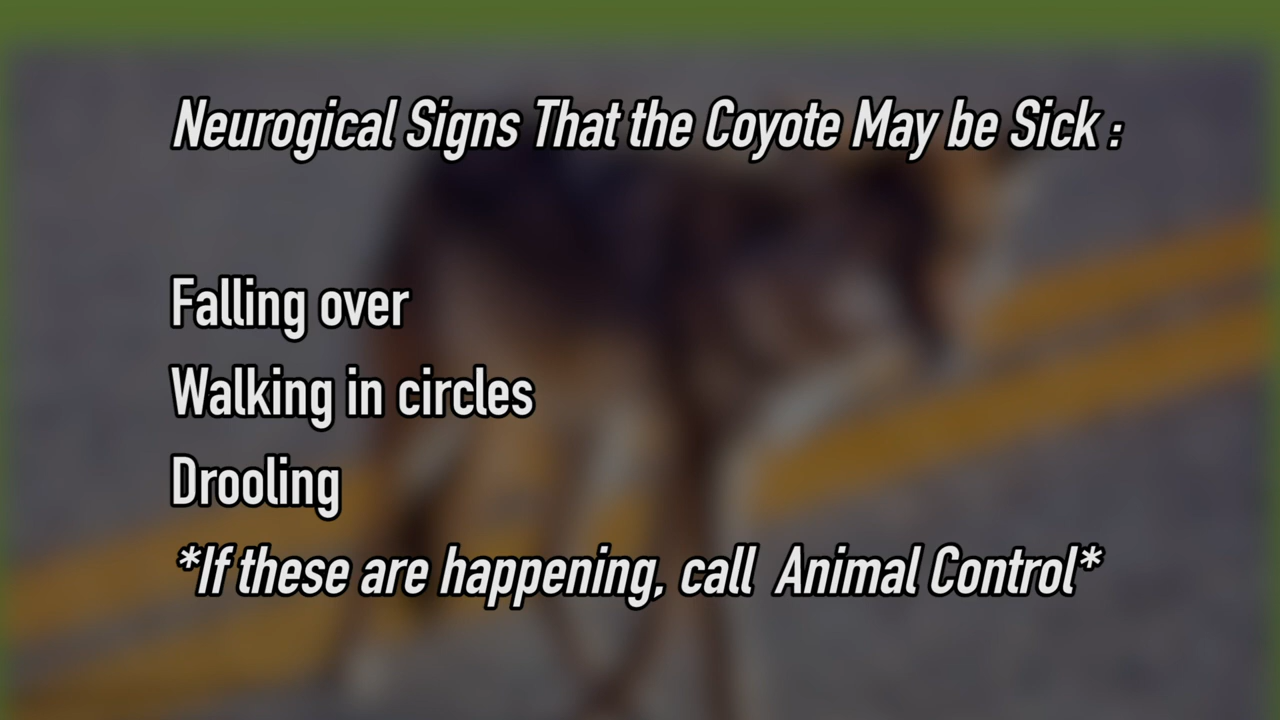 Neurogical Signs That the Coyote May be Sick :
Falling over
Walking in circles
Drooling
*If these are happening, call Animal Control*